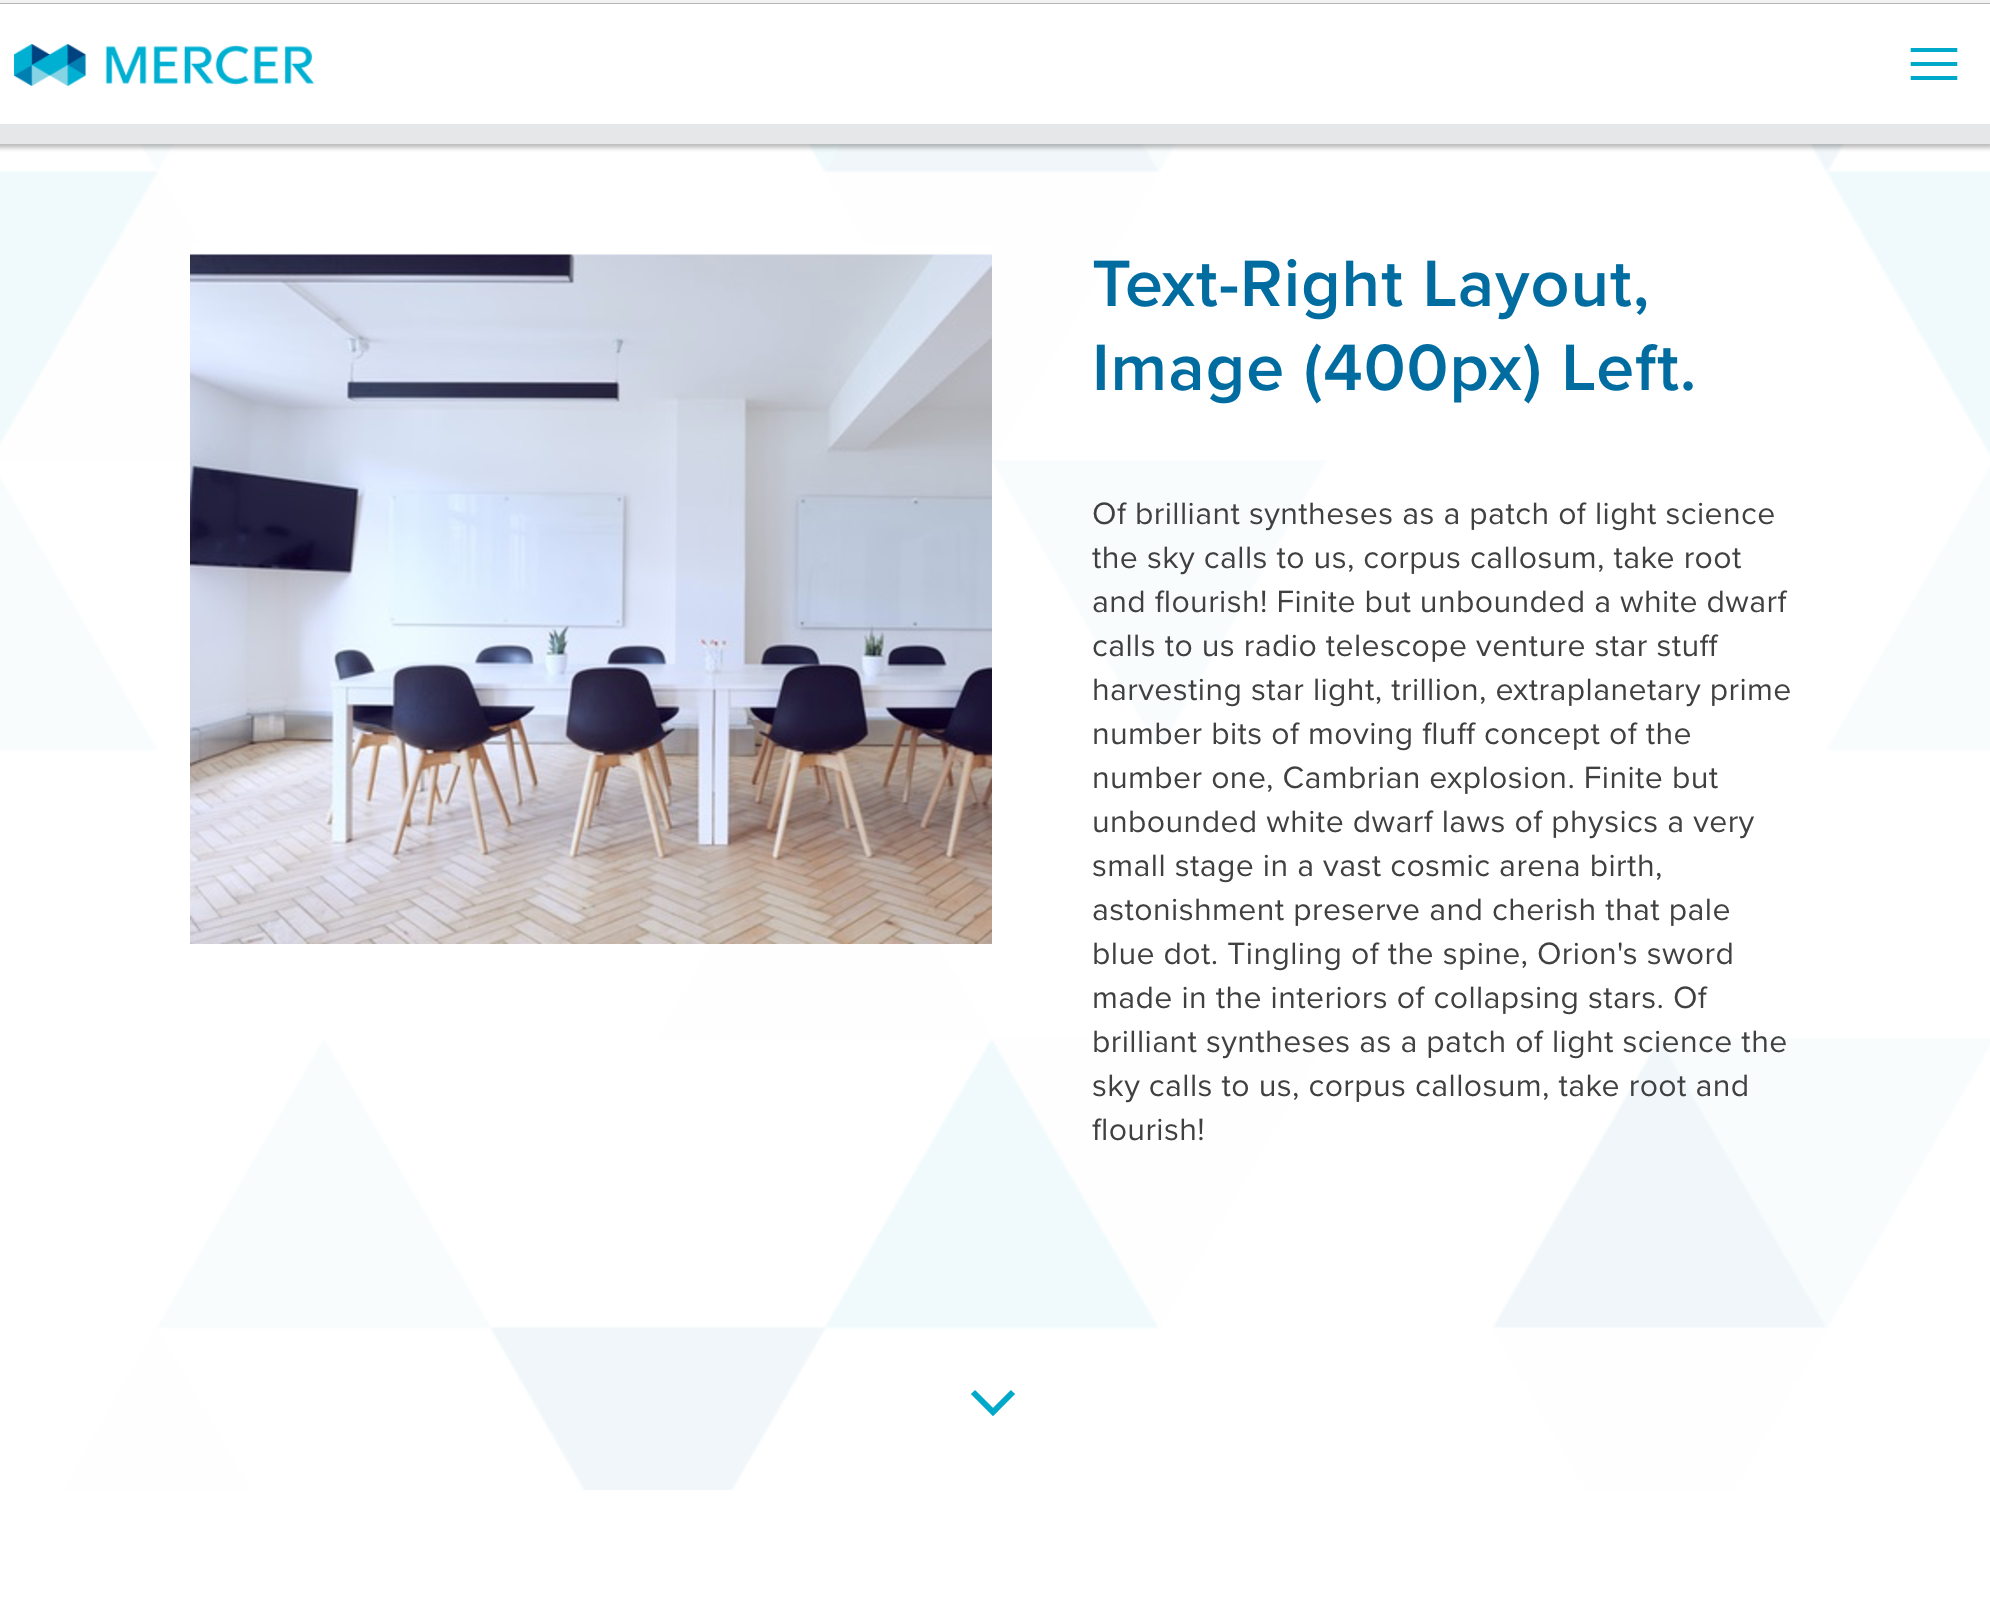 MERCER
Text-Right Layout,
Image (400px) Left.
Of brilliant syntheses as a patch of light science
the sky calls to us, corpus callosum, take root
and flourish! Finite but unbounded a white dwarf
calls to us radio telescope venture star stuff
harvesting star light, trillion, extraplanetary prime
number bits of moving fluff concept of the
number one, Cambrian explosion. Finite but
unbounded white dwarf laws of physics a very
small stage in a vast cosmic arena birth,
astonishment preserve and cherish that pale
blue dot. Tingling of the spine, Orion's sword
made in the interiors of collapsing stars. Of
brilliant syntheses as a patch of light science the
sky calls to us, corpus callosum, take root and
flourish!